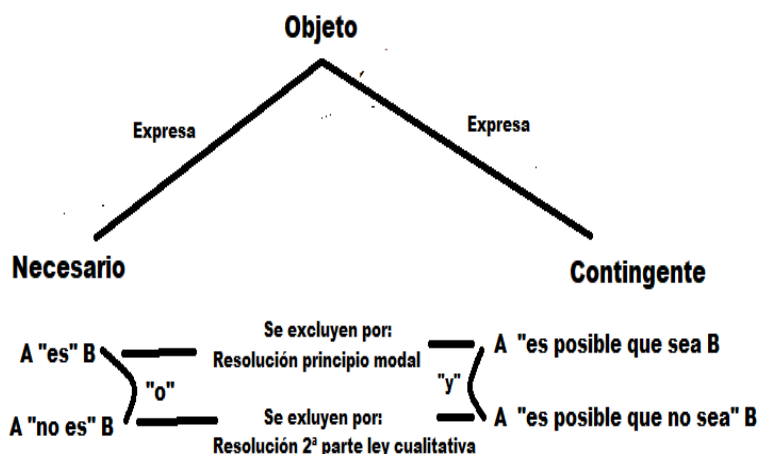 Objeto
Expresa
Expresa
Necesario
Contingente
A "es" B
Se excluyen por:
Resolución principio modal
A "es posible que sea B
"o"
"y"
A "no es" B
Se exluyen por:
Resolución 2ª parte ley cualitativa
A "es posible que no sea" B